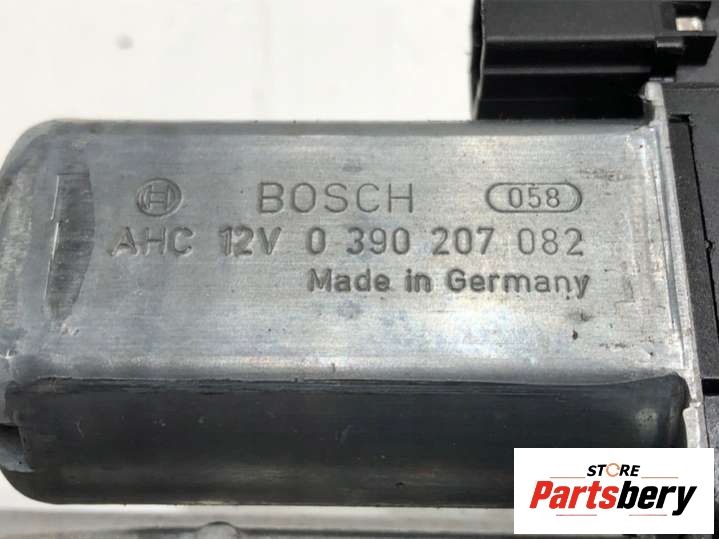 BOSCH 058
AHC 12V 0 390 207 082
Made in Germany
STORE
Partsbery